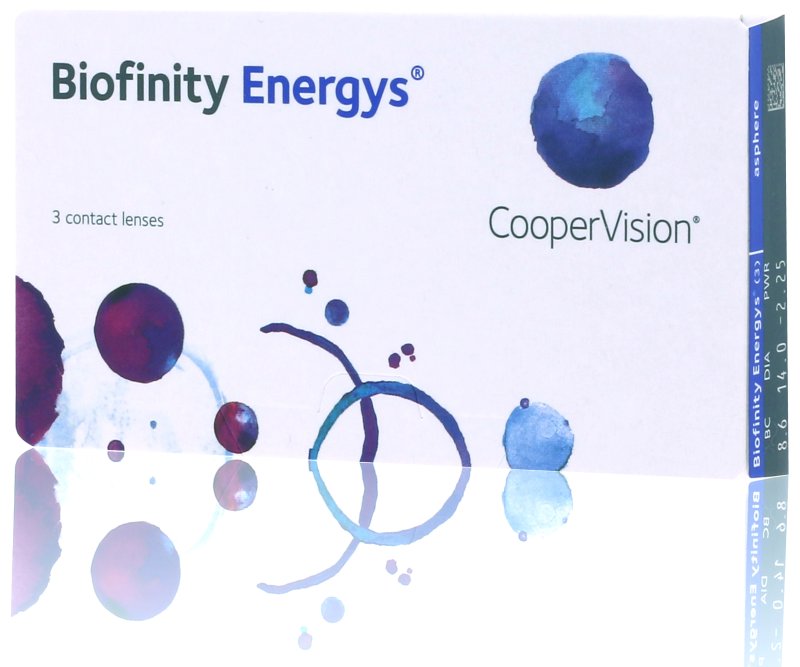 Biofinity Energys®
3 contact lenses
CooperVision®
asphere
Biofinity Energys® (3)
BC DIA PWR
8.6 14.0 -2.25